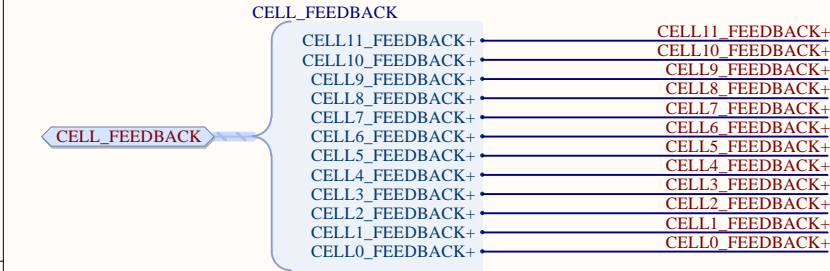 CELL_FEEDBACK
CELL11_FEEDBACK+ CELL11_FEEDBACK+
CELL10_FEEDBACK+ CELL10_FEEDBACK+
CELL9_FEEDBACK+ CELL9_FEEDBACK+
CELL8_FEEDBACK+ CELL8_FEEDBACK+
CELL7_FEEDBACK+ CELL7_FEEDBACK+
CELL_FEEDBACK CELL6_FEEDBACK+ CELL6_FEEDBACK+
CELL5_FEEDBACK+ CELL5_FEEDBACK+
CELL4_FEEDBACK+ CELL4_FEEDBACK+
CELL3_FEEDBACK+ CELL3_FEEDBACK+
CELL2_FEEDBACK+ CELL2_FEEDBACK+
CELL1_FEEDBACK+ CELL1_FEEDBACK+
CELL0_FEEDBACK+ CELL0_FEEDBACK+